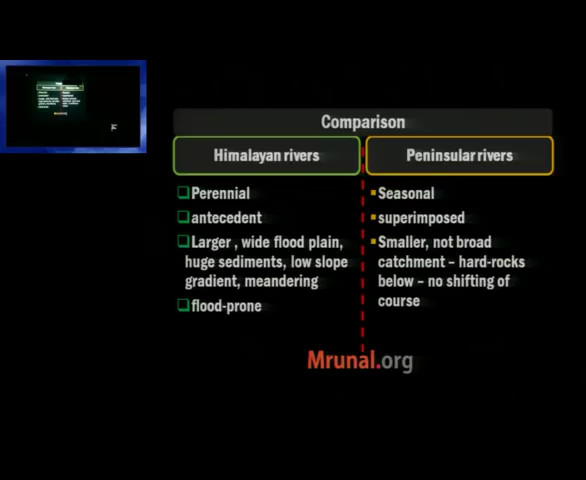 Comparison
Himalayan rivers
Peninsular rivers
Perennial
antecedent
Larger , wide flood plain,
huge sediments, low slope
gradient, meandering
flood-prone
Seasonal
superimposed
Smaller, not broad
catchment – hard-rocks
below – no shifting of
course
Mrunal.org